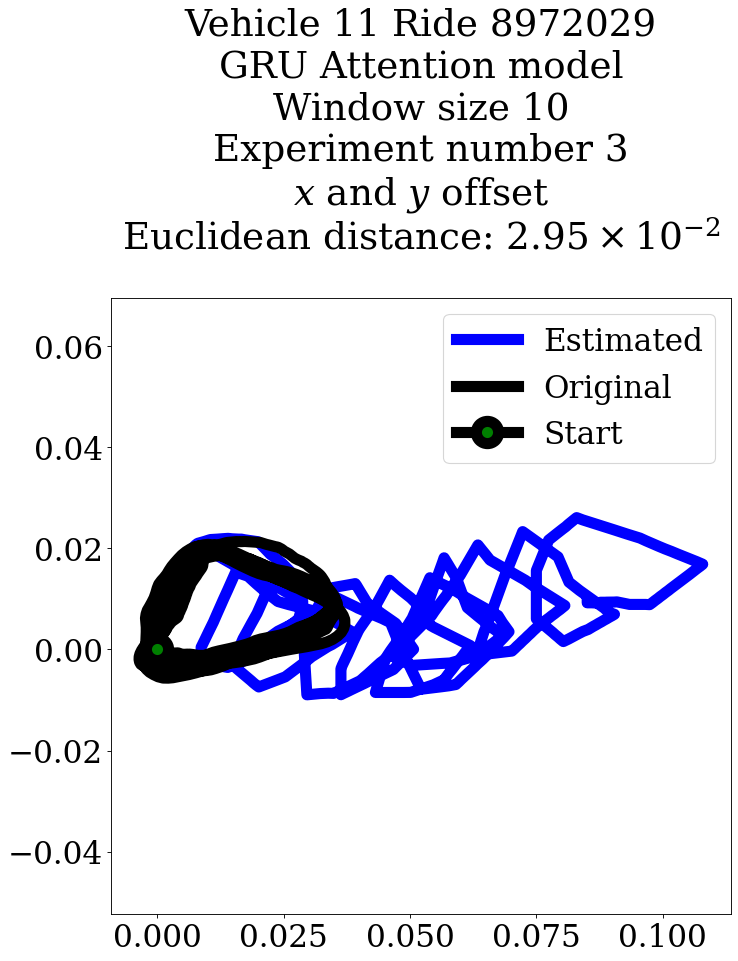 Vehicle 11 Ride 8972029
GRU Attention model
Window size 10
Experiment number 3
x and y offset
Euclidean distance: 2.95 × 10⁻²
Estimated
Original
Start
0.06
0.04
0.02
0.00
−0.02
−0.04
0.000 0.025 0.050 0.075 0.100